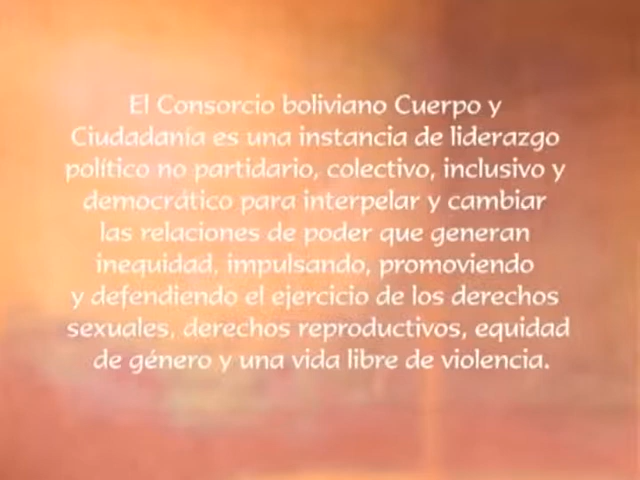 El Consorcio boliviano Cuerpo y
Ciudadanía es una instancia de liderazgo
político no partidario, colectivo, inclusivo y
democrático para interpelar y cambiar
las relaciones de poder que generan
inequidad, impulsando, promoviendo
y defendiendo el ejercicio de los derechos
sexuales, derechos reproductivos, equidad
de género y una vida libre de violencia.